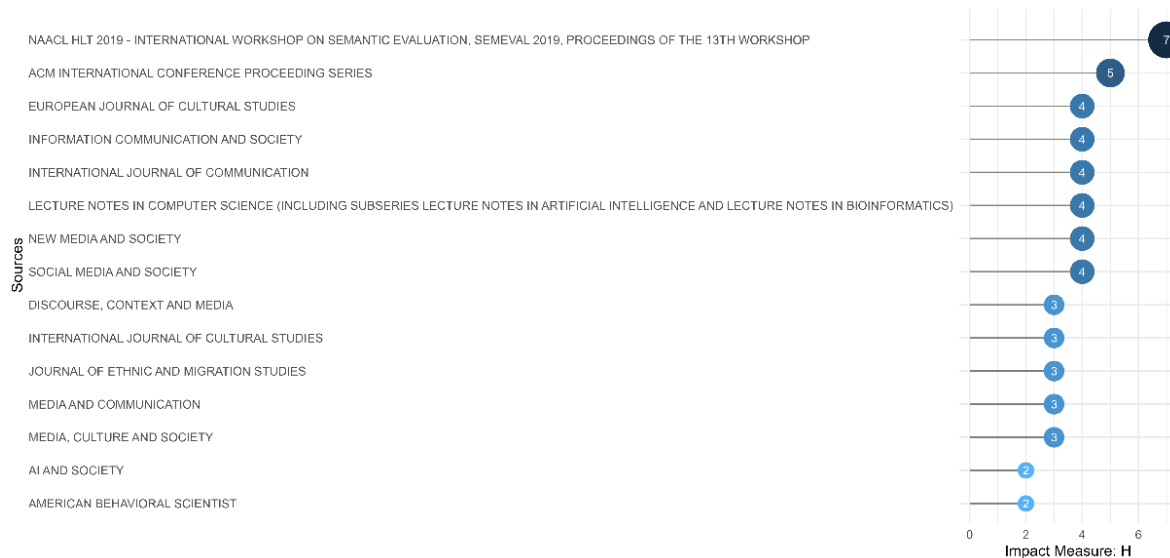 NAACL HLT 2019 - INTERNATIONAL WORKSHOP ON SEMANTIC EVALUATION, SEMEVAL 2019, PROCEEDINGS OF THE 13TH WORKSHOP 7
ACM INTERNATIONAL CONFERENCE PROCEEDING SERIES 5
EUROPEAN JOURNAL OF CULTURAL STUDIES 4
INFORMATION COMMUNICATION AND SOCIETY 4
INTERNATIONAL JOURNAL OF COMMUNICATION 4
LECTURE NOTES IN COMPUTER SCIENCE (INCLUDING SUBSERIES LECTURE NOTES IN ARTIFICIAL INTELLIGENCE AND LECTURE NOTES IN BIOINFORMATICS) 4
NEW MEDIA AND SOCIETY 4
Sources
SOCIAL MEDIA AND SOCIETY 4
DISCOURSE, CONTEXT AND MEDIA 3
INTERNATIONAL JOURNAL OF CULTURAL STUDIES 3
JOURNAL OF ETHNIC AND MIGRATION STUDIES 3
MEDIA AND COMMUNICATION 3
MEDIA, CULTURE AND SOCIETY 3
AI AND SOCIETY 2
AMERICAN BEHAVIORAL SCIENTIST 2
0 2 4 6
Impact Measure: H